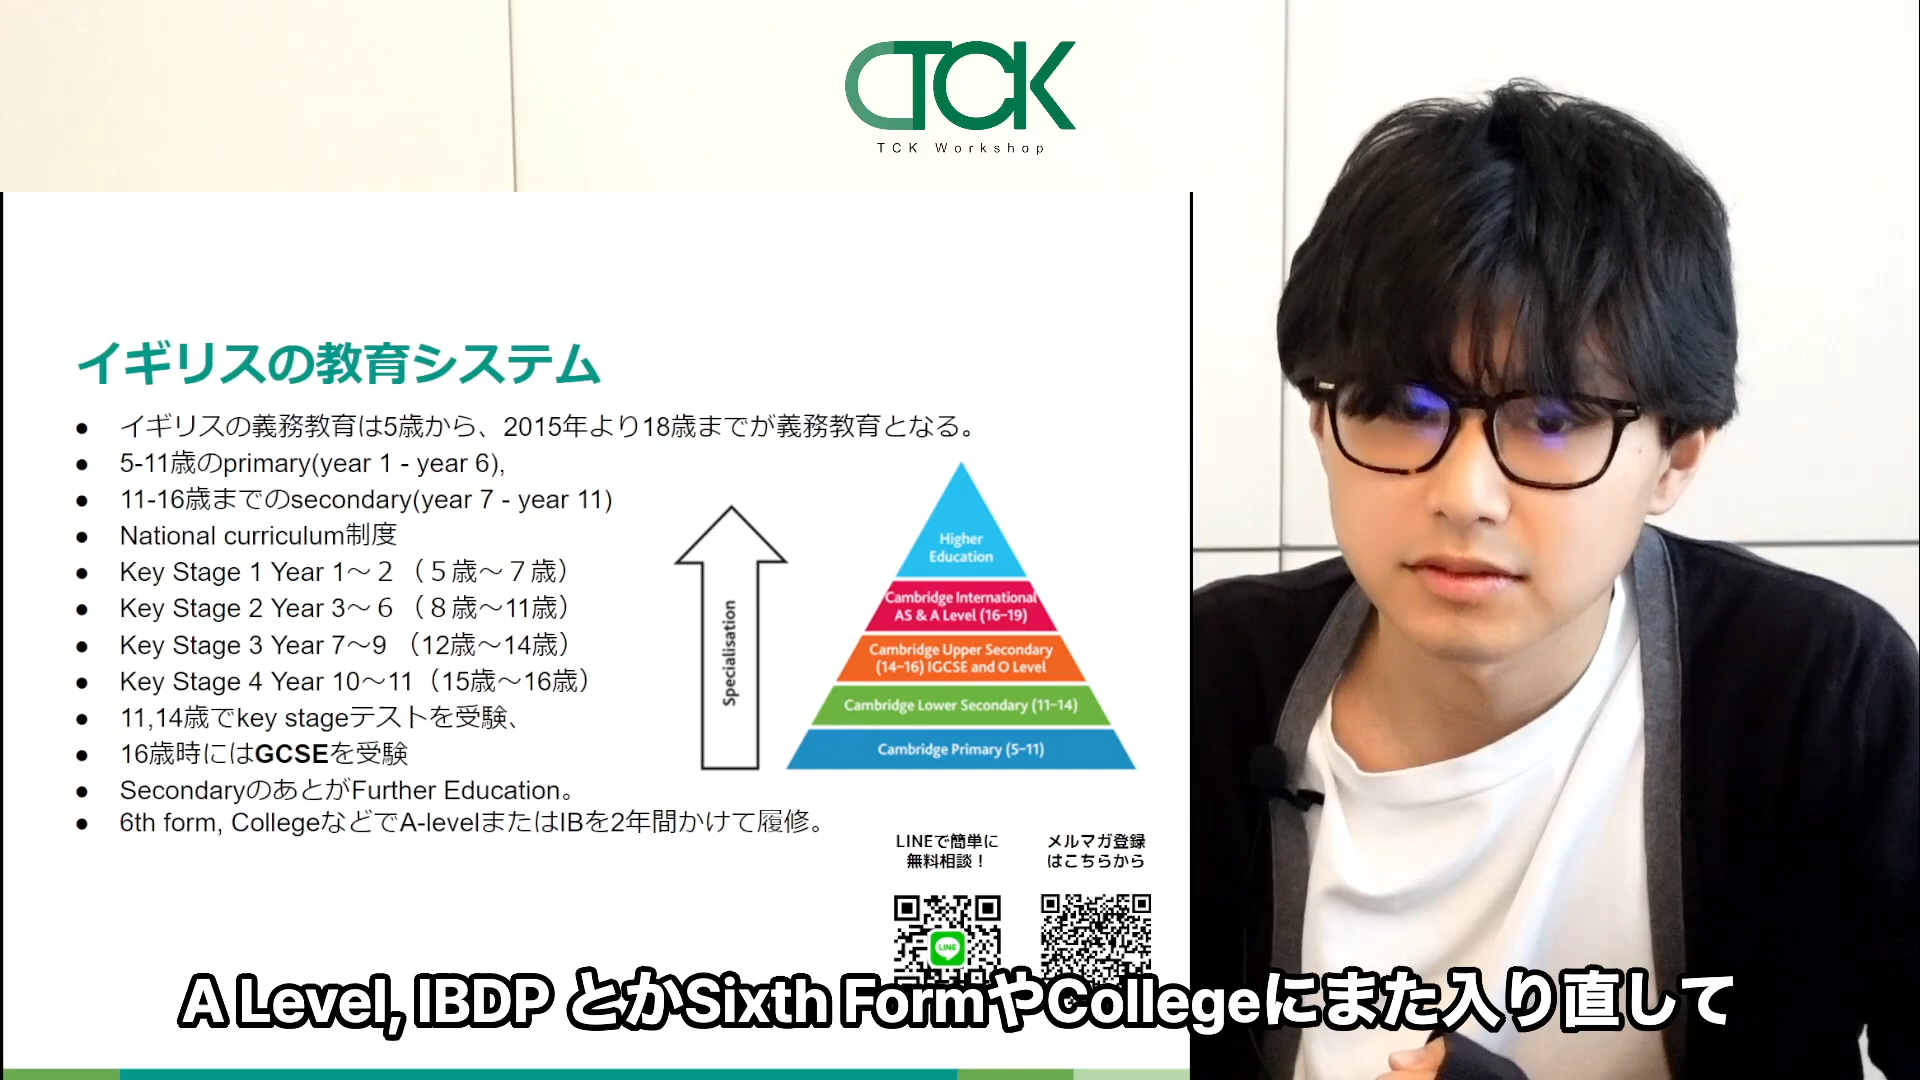 TCK
TCK Workshop
イギリスの教育システム
● イギリスの義務教育は5歳から、2015年より18歳までが義務教育となる。
● 5-11歳のprimary(year 1 - year 6),
● 11-16歳までのsecondary(year 7 - year 11)
● National curriculum制度
● Key Stage 1 Year 1～２（５歳～７歳）
● Key Stage 2 Year 3～６（８歳～11歳）
● Key Stage 3 Year 7～9 （12歳～14歳）
● Key Stage 4 Year 10～11（15歳～16歳）
● 11,14歳でkey stageテストを受験、
● 16歳時にはGCSEを受験
● SecondaryのあとがFurther Education。
● 6th form, CollegeなどでA-levelまたはIBを2年間かけて履修。
Specialisation
Higher
Education
Cambridge International
AS & A Level (16–19)
Cambridge Upper Secondary
(14–16) IGCSE and O Level
Cambridge Lower Secondary (11–14)
Cambridge Primary (5–11)
LINEで簡単に
無料相談！
メルマガ登録
はこちらから
LINE
A Level, IBDP とかSixth FormやCollegeにまた入り直して